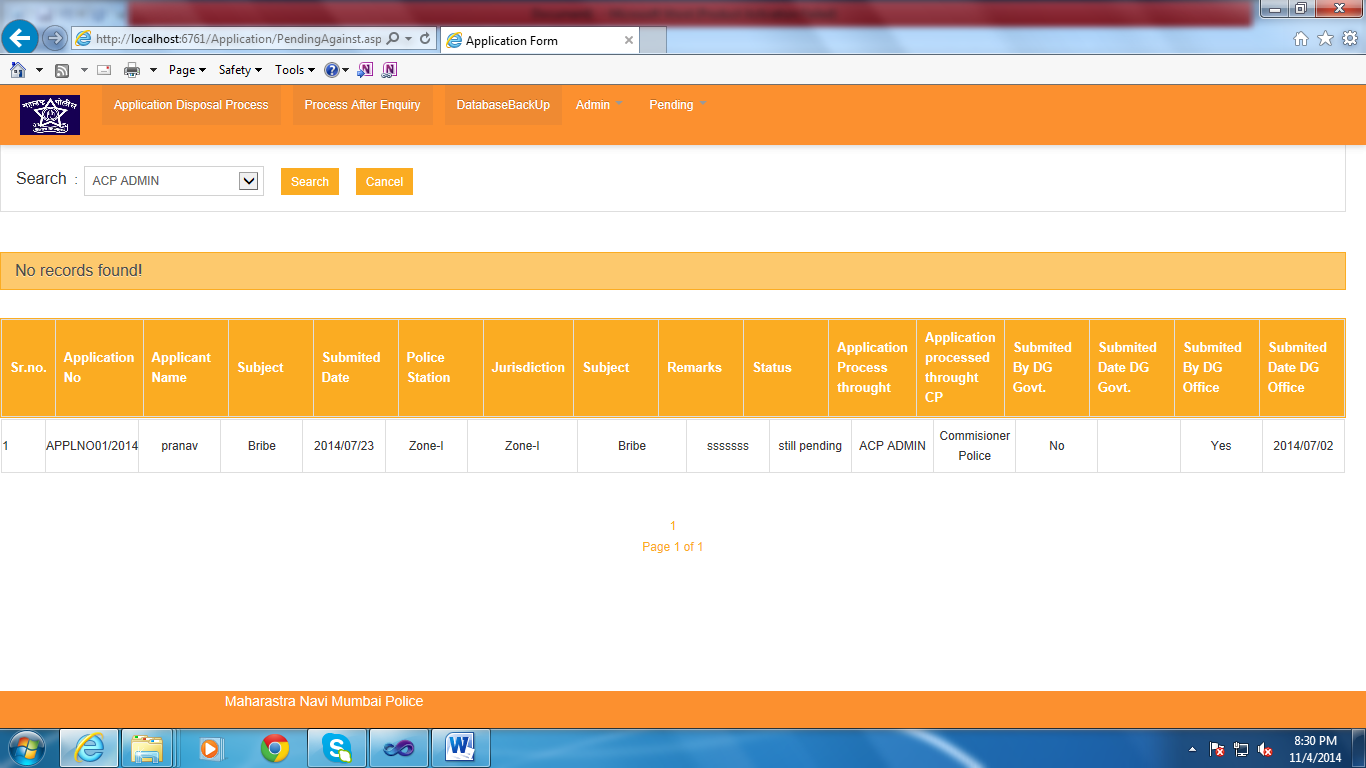 http://localhost:6761/Application/PendingAgainst.asp
Application Form
Page
Safety
Tools
महाराष्ट्र पोलीस
Application Disposal Process
Process After Enquiry
DatabaseBackUp
Admin
Pending
Search :
ACP ADMIN
Search
Cancel
No records found!
Sr.no.
Application
No
Applicant
Name
Subject
Submited
Date
Police
Station
Jurisdiction
Subject
Remarks
Status
Application
Process
throught
Application
processed
throught
CP
Submited
By DG
Govt.
Submited
Date DG
Govt.
Submited
By DG
Office
Submited
Date DG
Office
1
APPLNO01/2014
pranav
Bribe
2014/07/23
Zone-I
Zone-I
Bribe
sssssss
still pending
ACP ADMIN
Commisioner
Police
No
Yes
2014/07/02
1
Page 1 of 1
Maharastra Navi Mumbai Police
8:30 PM
11/4/2014